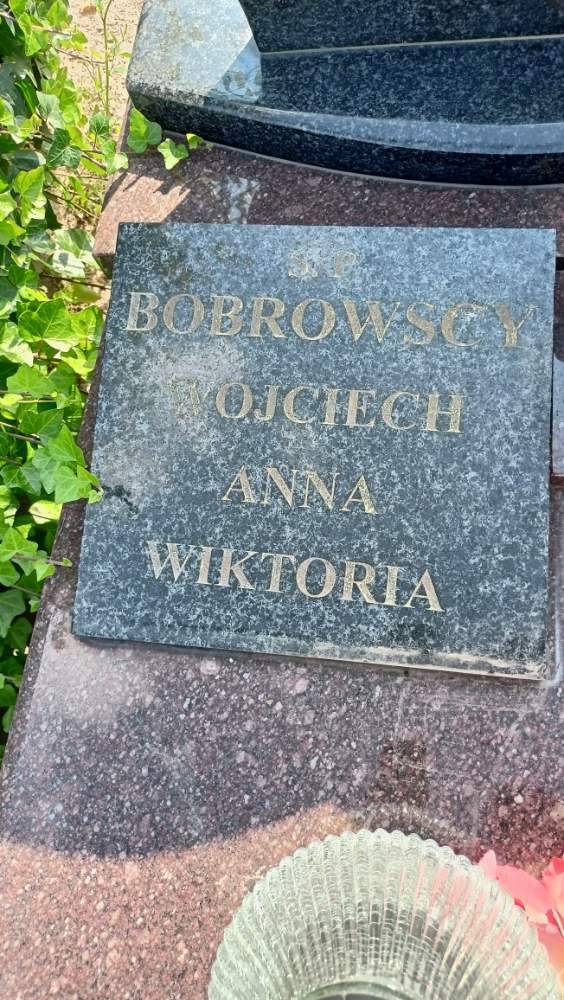 Ś. P.
BOBROWSCY
WOJCIECH
ANNA
WIKTORIA